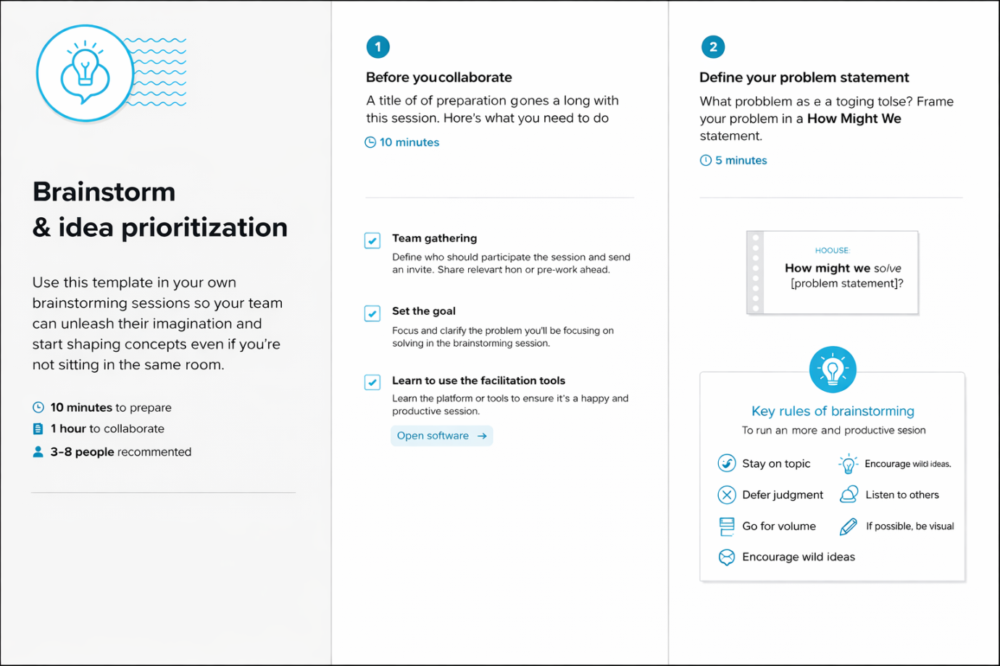 Brainstorm
& idea prioritization
Use this template in your own
brainstorming sessions so your team
can unleash their imagination and
start shaping concepts even if you're
not sitting in the same room.
10 minutes to prepare
1 hour to collaborate
3-8 people recommented
1
Before you collaborate
A title of of preparation gones a long with
this session. Here's what you need to do
10 minutes
Team gathering
Define who should participate the session and send
an invite. Share relevart hon or pre-work ahead.
Set the goal
Focus and clarify the problem you'll be focusing on
solving in the brainstorming session.
Learn to use the facilitation tools
Learn the platform or tools to ensure it's a happy and
productive session.
Open software →
2
Define your problem statement
What probblem as e a toging tolse? Frame
your problem in a How Might We
statement.
5 minutes
HOOUSE:
How might we solve
[problem statement]?
Key rules of brainstorming
To run an more and productive sesion
Stay on topic
Encourage wild ideas.
Defer judgment
Listen to others
Go for volume
If possible, be visual
Encourage wild ideas